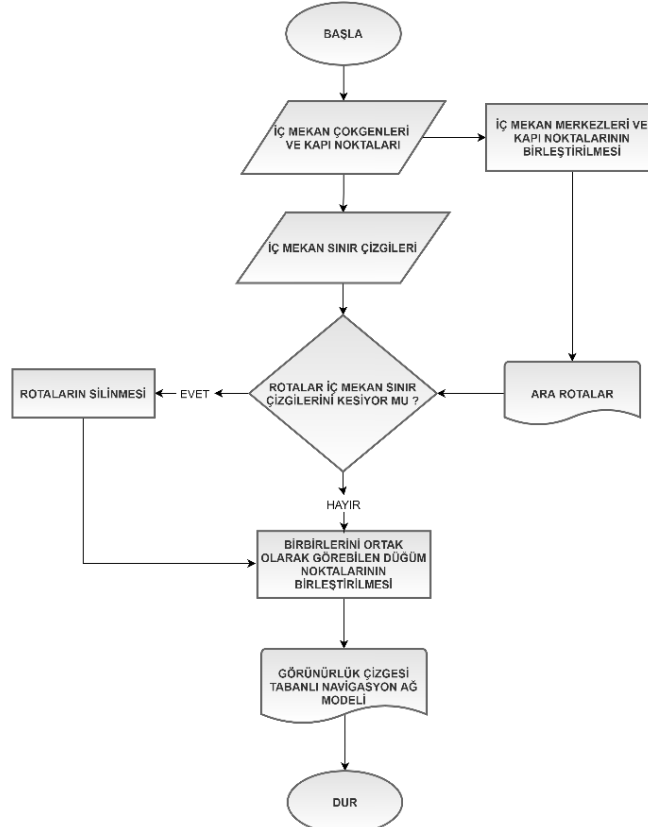 BAŞLA
İÇ MEKAN ÇOKGENLERİ
VE KAPI NOKTALARI
İÇ MEKAN MERKEZLERİ VE
KAPI NOKTALARININ
BİRLEŞTİRİLMESİ
İÇ MEKAN SINIR ÇİZGİLERİ
ROTALARIN SİLİNMESİ
EVET
ROTALAR İÇ MEKAN SINIR
ÇİZGİLERİNİ KESİYOR MU ?
ARA ROTALAR
HAYIR
BİRBİRLERİNİ ORTAK
OLARAK GÖREBİLEN DÜĞÜM
NOKTALARININ
BİRLEŞTİRİLMESİ
GÖRÜNÜRLÜK ÇİZGESİ
TABANLI NAVİGASYON AĞ
MODELİ
DUR